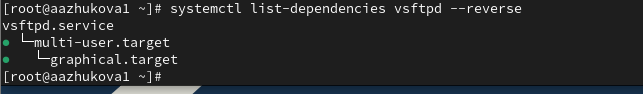 [root@aazhukova1 ~]# systemctl list-dependencies vsftpd --reverse
vsftpd.service
● └─multi-user.target
●   └─graphical.target
[root@aazhukova1 ~]#